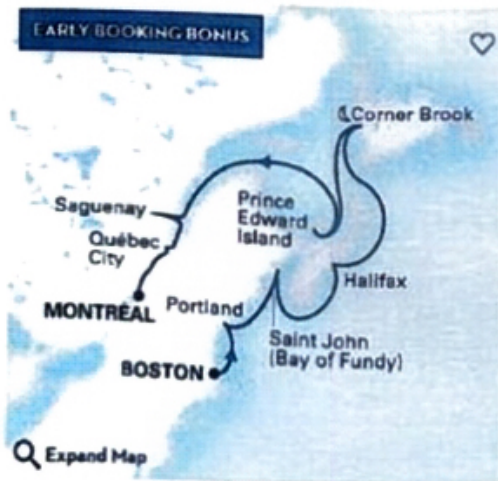 EARLY BOOKING BONUS
Corner Brook
Saguenay
Prince
Edward
Island
Québec
City
Halifax
MONTRÉAL
Portland
Saint John
(Bay of Fundy)
BOSTON
Expand Map